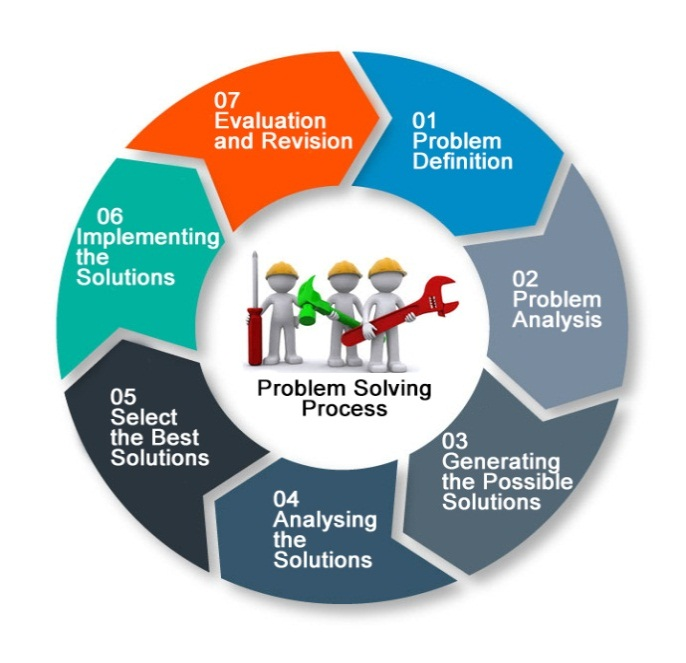 01
Problem
Definition
02
Problem
Analysis
03
Generating
the Possible
Solutions
04
Analysing
the
Solutions
05
Select
the Best
Solutions
06
Implementing
the
Solutions
07
Evaluation
and Revision
Problem Solving
Process